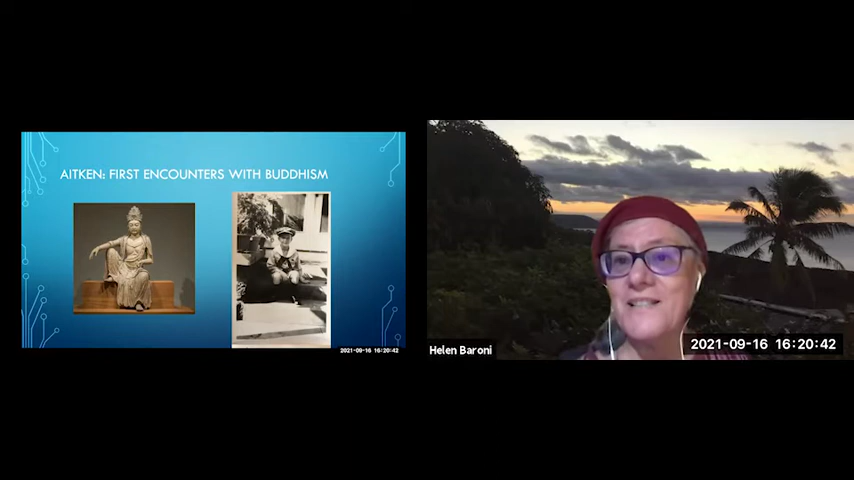 AITKEN: FIRST ENCOUNTERS WITH BUDDHISM
2021-09-16 16:20:42
Helen Baroni
2021-09-16 16:20:42